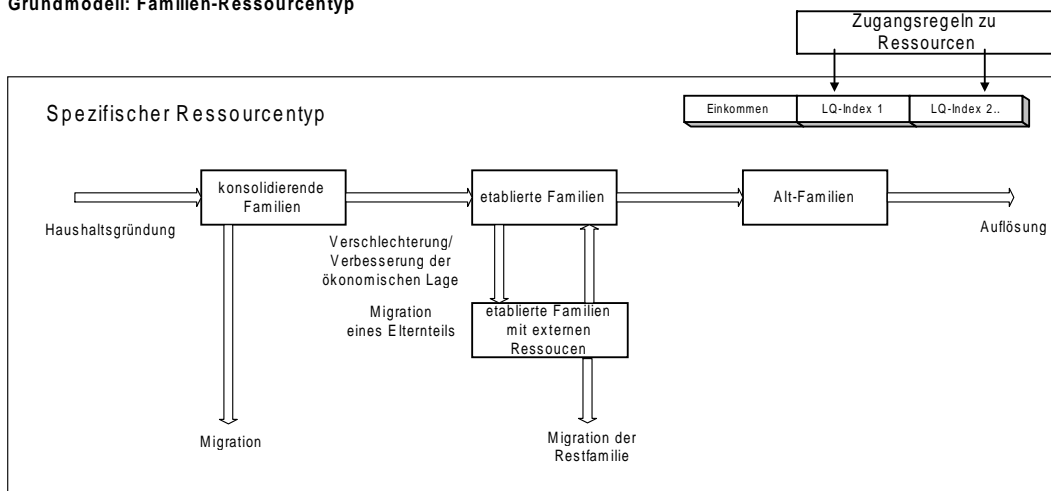 Grundmodell: Familien-Ressourcentyp
Zugangsregeln zu
Ressourcen
Spezifischer Ressourcentyp
Einkommen
LQ-Index 1
LQ-Index 2..
konsolidierende
Familien
etablierte Familien
Alt-Familien
Haushaltsgründung
Auflösung
Verschlechterung/
Verbesserung der
ökonomischen Lage
Migration
eines Elternteils
etablierte Familien
mit externen
Ressoucen
Migration
Migration der
Restfamilie